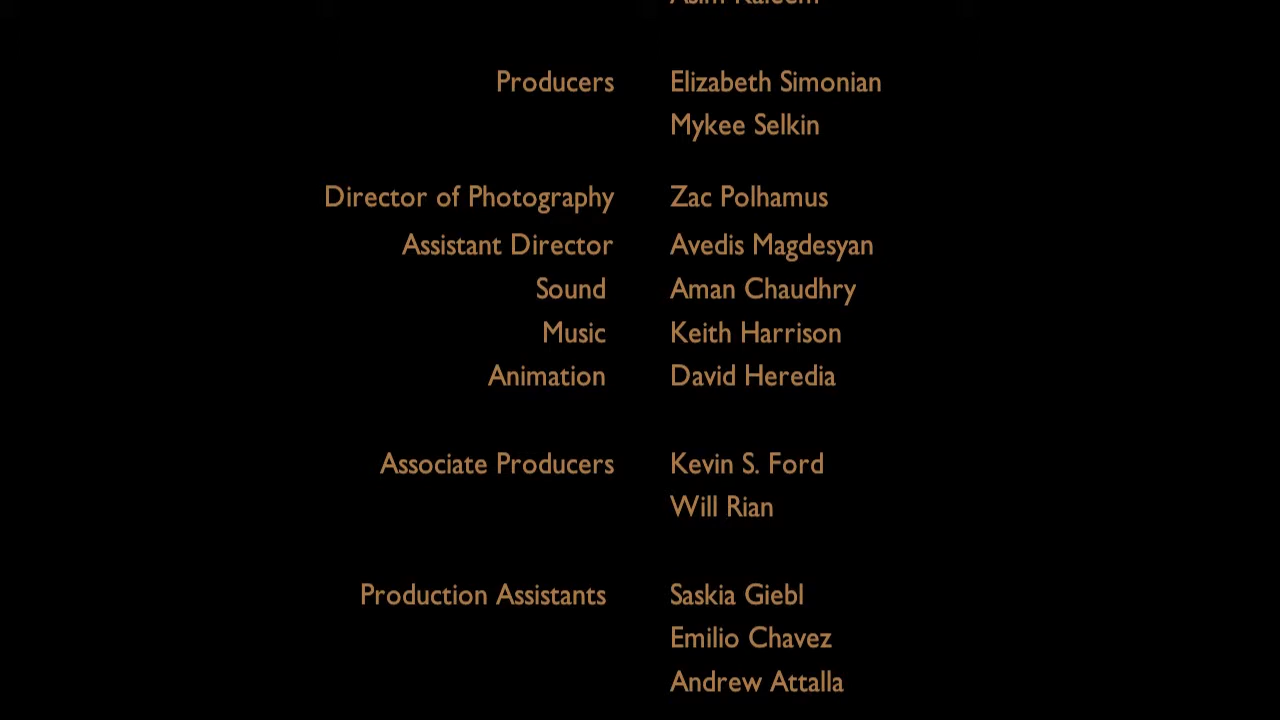 Producers Elizabeth Simonian
Mykee Selkin
Director of Photography Zac Polhamus
Assistant Director Avedis Magdesyan
Sound Aman Chaudhry
Music Keith Harrison
Animation David Heredia
Associate Producers Kevin S. Ford
Will Rian
Production Assistants Saskia Giebl
Emilio Chavez
Andrew Attalla